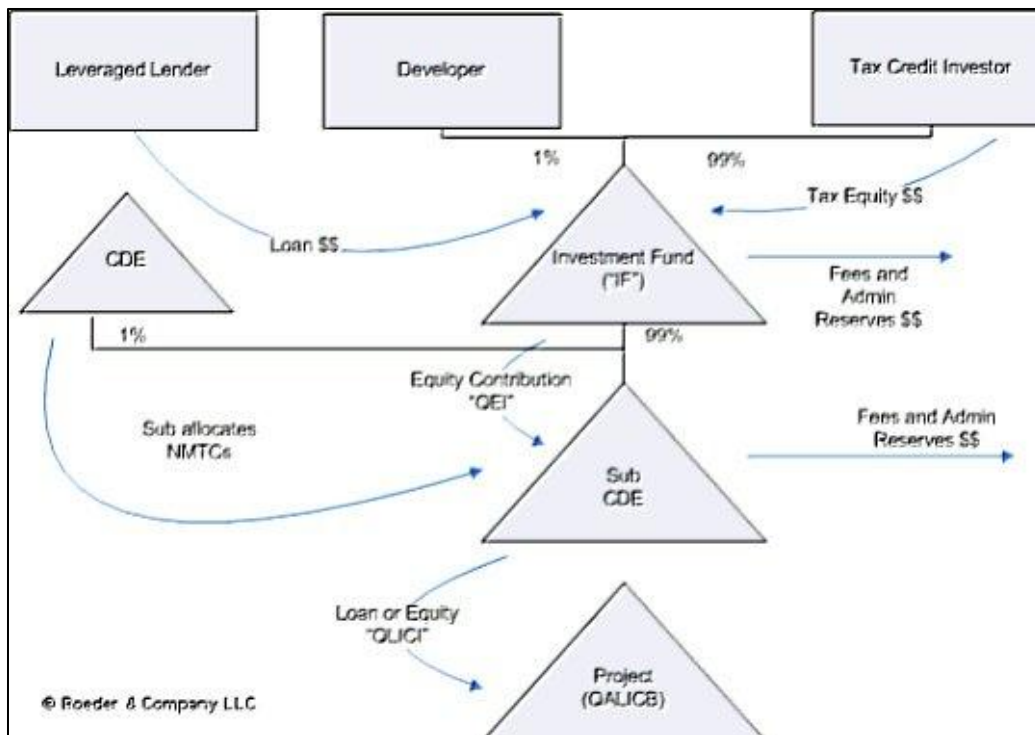 Leveraged Lender
Developer
Tax Credit Investor
1%
99%
Tax Equity $$
Loan $$
CDE
Investment Fund
("IF")
Fees and
Admin
Reserves $$
1%
99%
Equity Contribution
"QEI"
Sub allocates
NMTCs
Fees and Admin
Reserves $$
Sub
CDE
Loan or Equity
"QLICI"
Project
(QALICB)
© Roeder & Company LLC